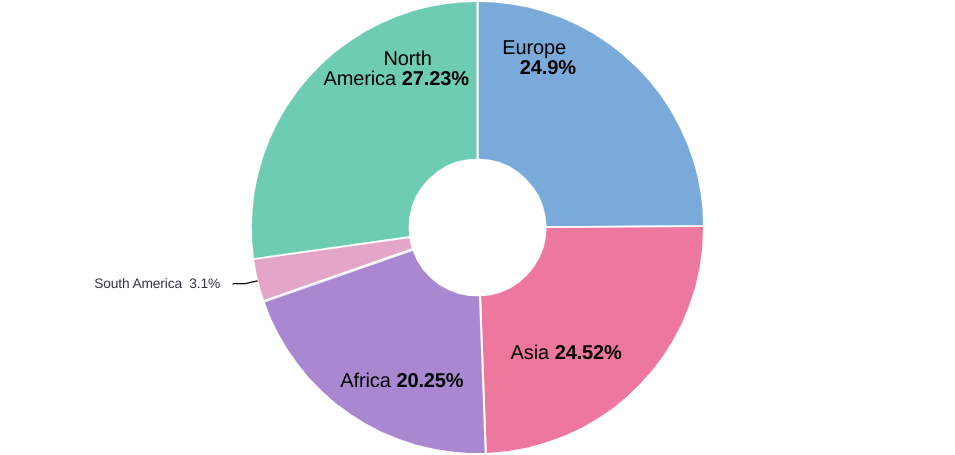 North
America 27.23%
Europe
24.9%
South America 3.1%
Asia 24.52%
Africa 20.25%